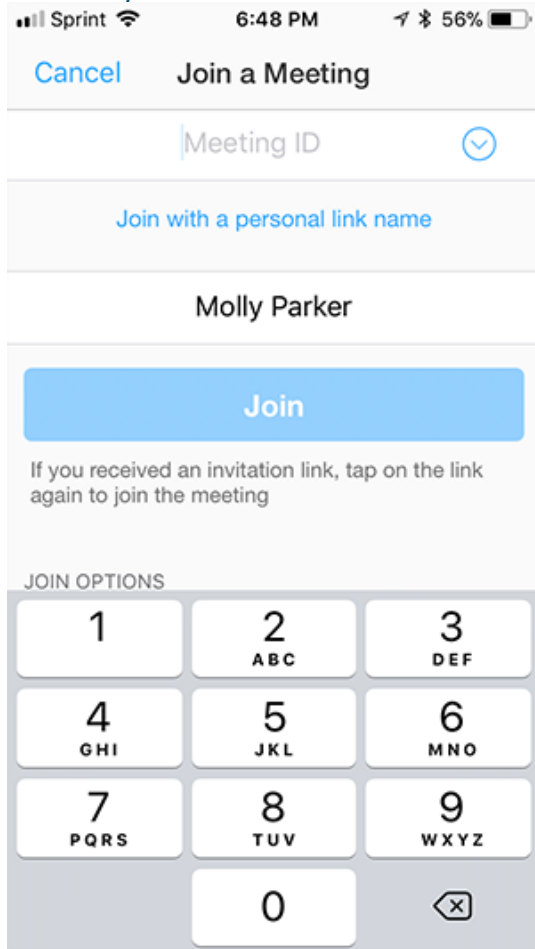 Sprint 6:48 PM 56%
Cancel Join a Meeting
Meeting ID
Join with a personal link name
Molly Parker
Join
If you received an invitation link, tap on the link
again to join the meeting
JOIN OPTIONS
1 2 3
ABC DEF
4 5 6
GHI JKL MNO
7 8 9
PQRS TUV WXYZ
0